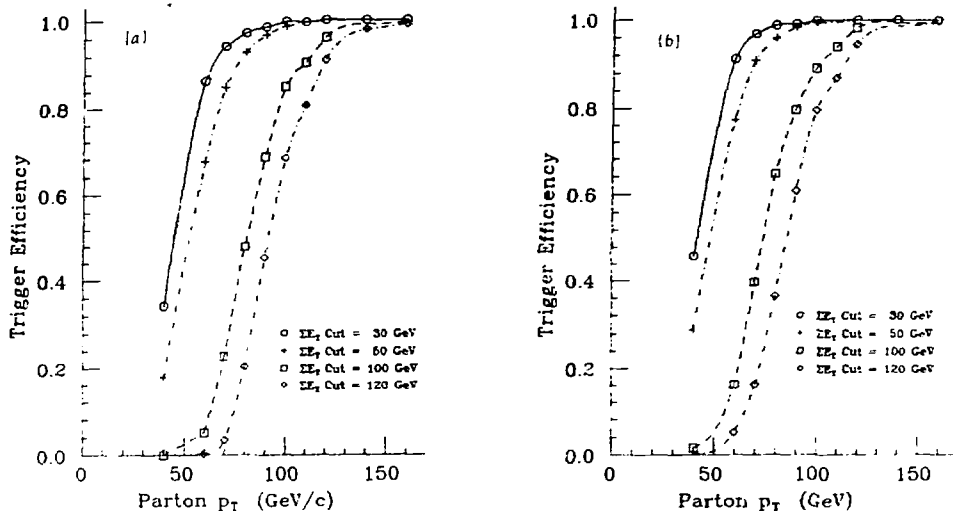 (a)
1.0
0.8
0.6
0.4
0.2
0.0
Trigger Efficiency
ΣE_T Cut = 30 GeV
ΣE_T Cut = 50 GeV
ΣE_T Cut = 100 GeV
ΣE_T Cut = 120 GeV
0
50
100
150
Parton p_T (GeV/c)
(b)
1.0
0.8
0.6
0.4
0.2
0.0
Trigger Efficiency
ΣE_T Cut = 30 GeV
ΣE_T Cut = 50 GeV
ΣE_T Cut = 100 GeV
ΣE_T Cut = 120 GeV
0
50
100
150
Parton p_T (GeV)